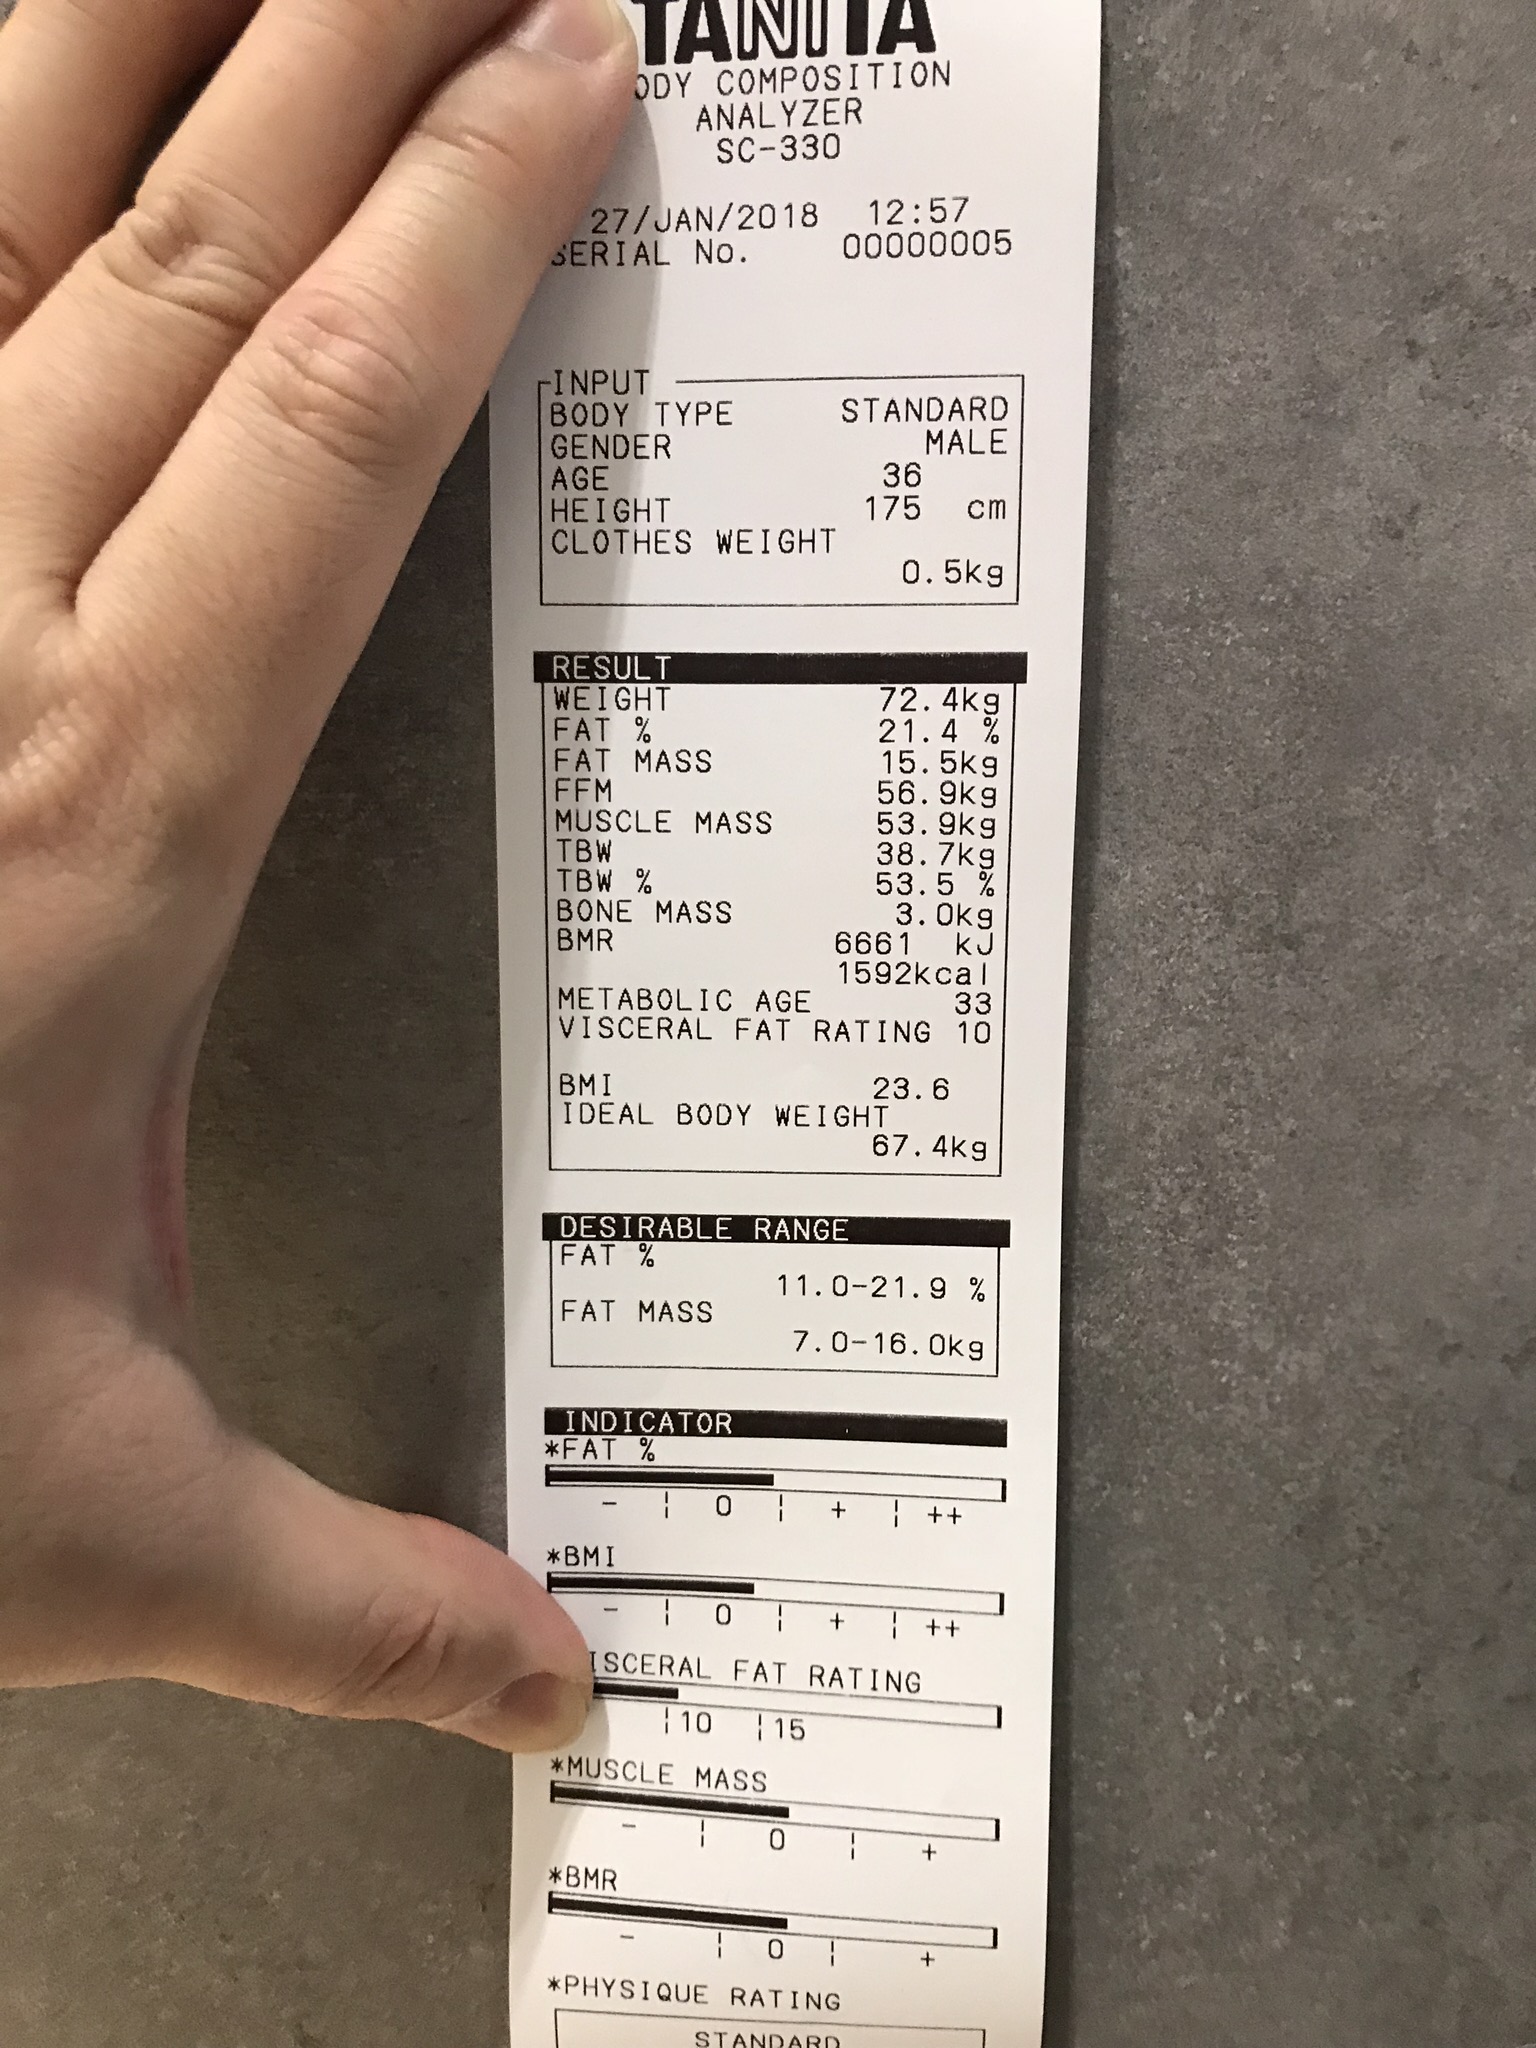 TANITA
ODY COMPOSITION
ANALYZER
SC-330
27/JAN/2018 12:57
SERIAL No. 00000005
INPUT
BODY TYPE STANDARD
GENDER MALE
AGE 36
HEIGHT 175 cm
CLOTHES WEIGHT
0.5kg
RESULT
WEIGHT 72.4kg
FAT % 21.4 %
FAT MASS 15.5kg
FFM 56.9kg
MUSCLE MASS 53.9kg
TBW 38.7kg
TBW % 53.5 %
BONE MASS 3.0kg
BMR 6661 kJ
1592kcal
METABOLIC AGE 33
VISCERAL FAT RATING 10
BMI 23.6
IDEAL BODY WEIGHT
67.4kg
DESIRABLE RANGE
FAT %
11.0-21.9 %
FAT MASS
7.0-16.0kg
INDICATOR
*FAT %
- ¦ 0 ¦ + ¦ ++
*BMI
- ¦ 0 ¦ + ¦ ++
ISCERAL FAT RATING
¦10 ¦15
*MUSCLE MASS
- ¦ 0 ¦ +
*BMR
- ¦ 0 ¦ +
*PHYSIQUE RATING
STANDARD